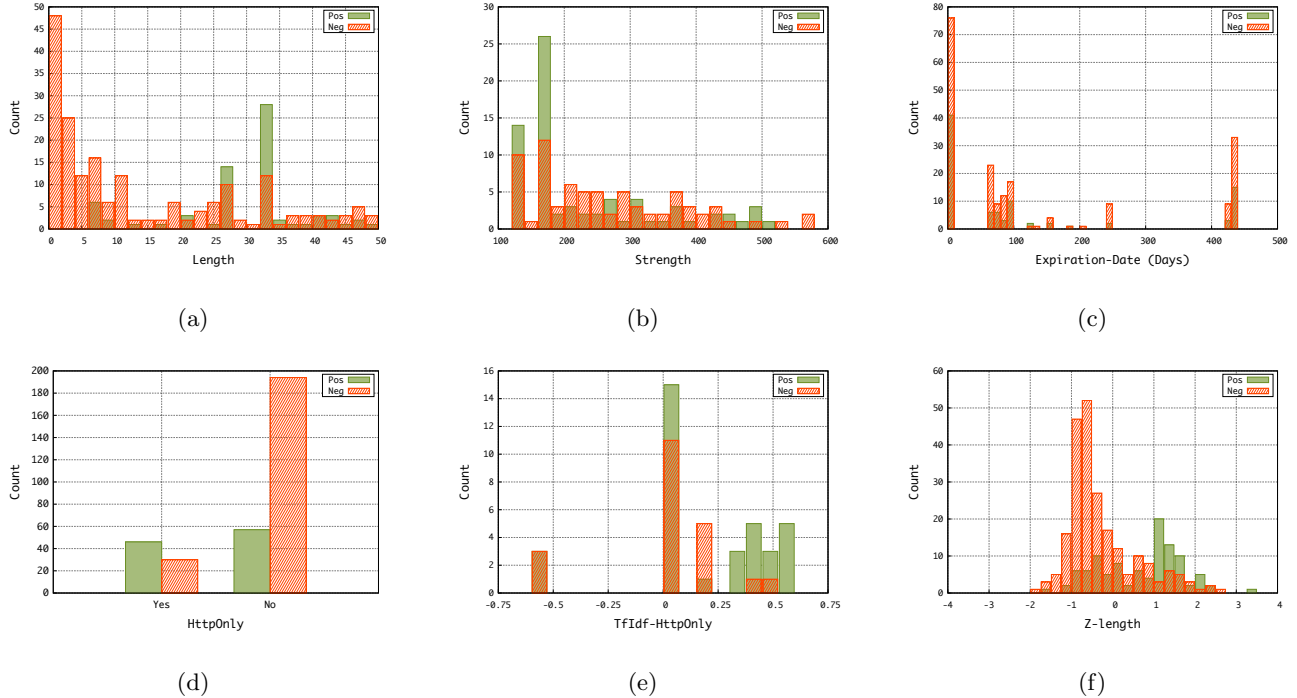 50
45
40
35
30
25
20
15
10
5
0
Count
0 5 10 15 20 25 30 35 40 45 50
Length
Pos
Neg
(a)
30
25
20
15
10
5
0
Count
100 200 300 400 500 600
Strength
Pos
Neg
(b)
80
70
60
50
40
30
20
10
0
Count
0 100 200 300 400 500
Expiration-Date (Days)
Pos
Neg
(c)
200
180
160
140
120
100
80
60
40
20
0
Count
Yes No
HttpOnly
Pos
Neg
(d)
16
14
12
10
8
6
4
2
0
Count
-0.75 -0.5 -0.25 0 0.25 0.5 0.75
TfIdf-HttpOnly
Pos
Neg
(e)
60
50
40
30
20
10
0
Count
-4 -3 -2 -1 0 1 2 3 4
Z-length
Pos
Neg
(f)